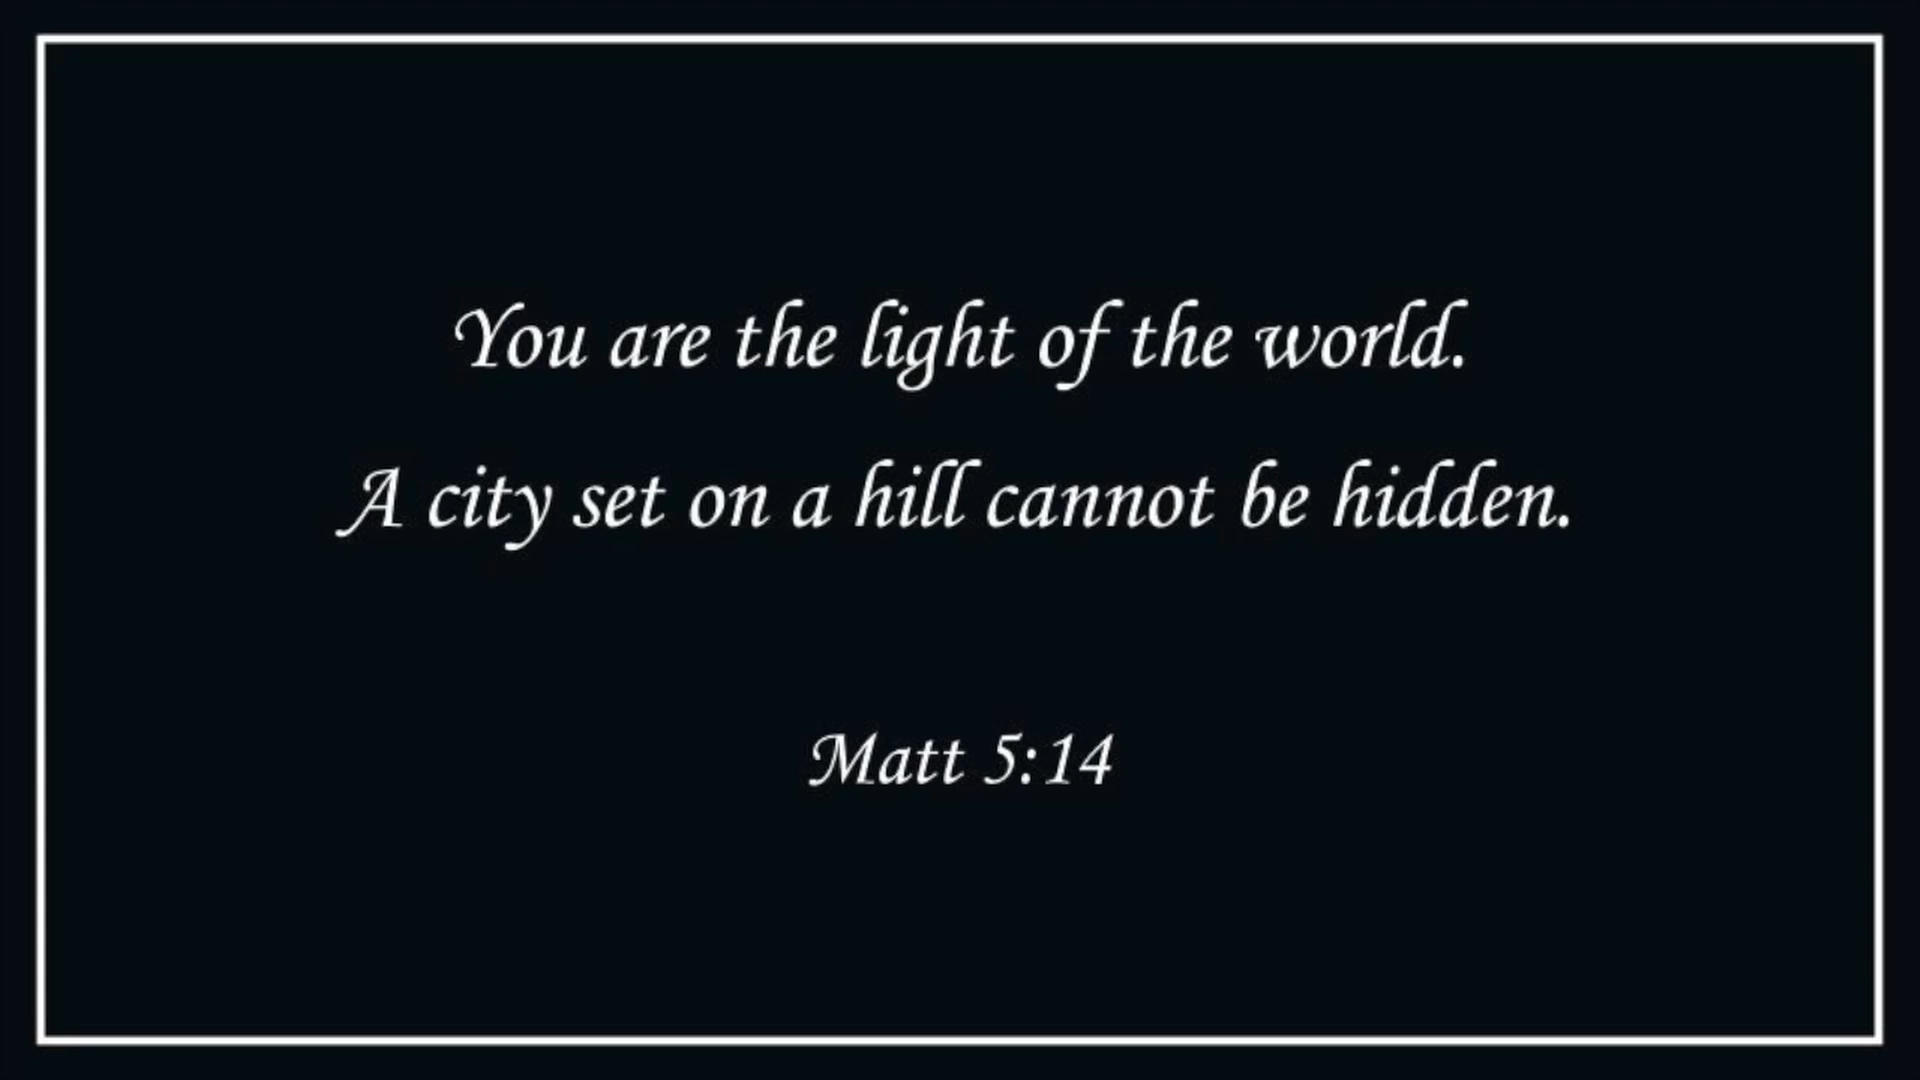 You are the light of the world.
A city set on a hill cannot be hidden.
Matt 5:14